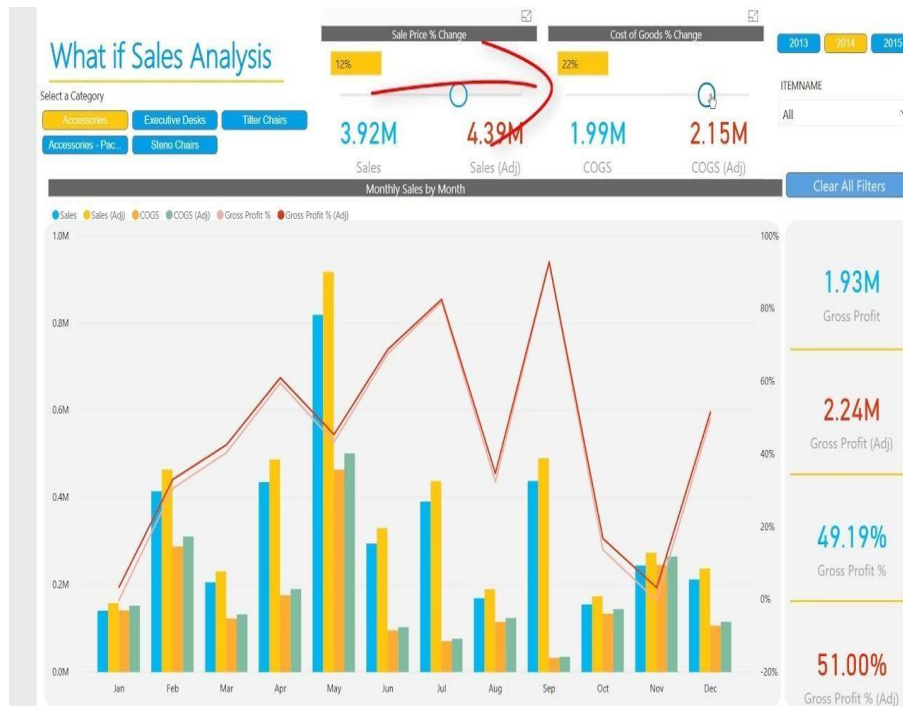 What if Sales Analysis
Select a Category
Accessories
Executive Desks
Tilter Chairs
Accessories - Pac...
Steno Chairs
Sale Price % Change
12%
3.92M
Sales
4.39M
Sales (Adj)
Cost of Goods % Change
22%
1.99M
COGS
2.15M
COGS (Adj)
2013
2014
2015
ITEMNAME
All
Clear All Filters
Monthly Sales by Month
Sales Sales (Adj) COGS COGS (Adj) Gross Profit % Gross Profit % (Adj)
1.0M
0.8M
0.6M
0.4M
0.2M
0.0M
100%
80%
60%
40%
20%
0%
-20%
Jan Feb Mar Apr May Jun Jul Aug Sep Oct Nov Dec
1.93M
Gross Profit
2.24M
Gross Profit (Adj)
49.19%
Gross Profit %
51.00%
Gross Profit % (Adj)